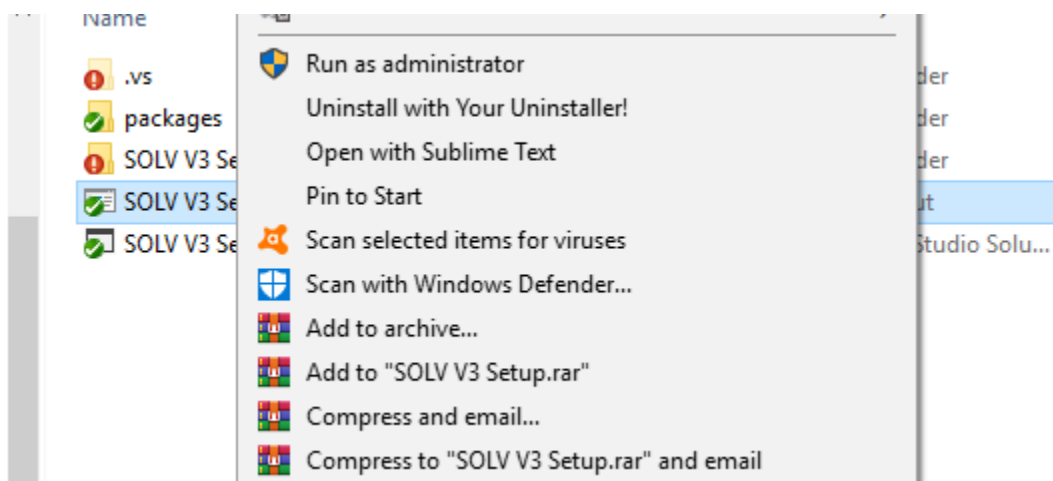 Name
.vs
packages
SOLV V3 Se
SOLV V3 Se
SOLV V3 Se
Run as administrator
Uninstall with Your Uninstaller!
Open with Sublime Text
Pin to Start
Scan selected items for viruses
Scan with Windows Defender...
Add to archive...
Add to "SOLV V3 Setup.rar"
Compress and email...
Compress to "SOLV V3 Setup.rar" and email
der
der
der
ut
Studio Solu...